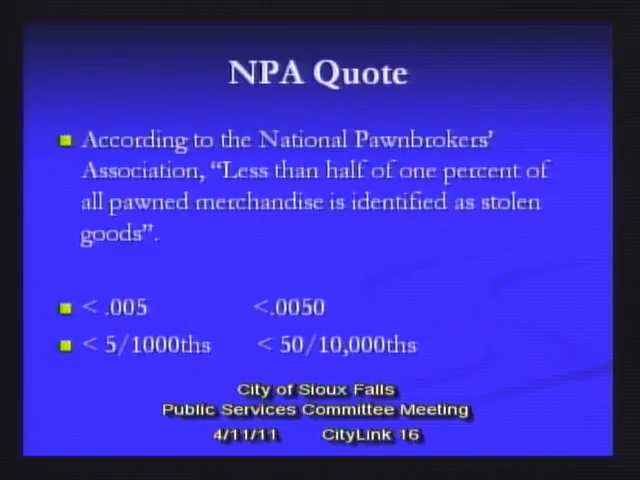 NPA Quote
According to the National Pawnbrokers'
Association, “Less than half of one percent of
all pawned merchandise is identified as stolen
goods”.
< .005 <.0050
< 5/1000ths < 50/10,000ths
City of Sioux Falls
Public Services Committee Meeting
4/11/11 CityLink 16